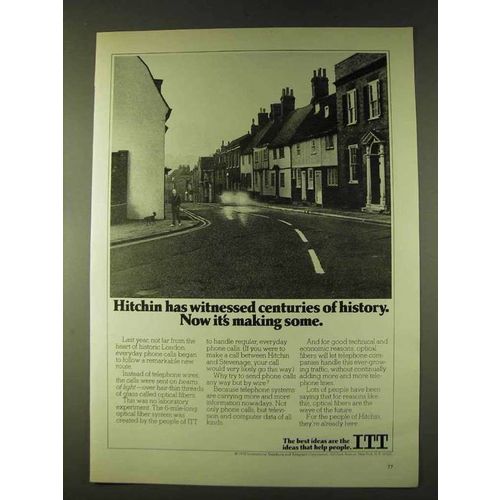 Hitchin has witnessed centuries of history.
Now it's making some.
Last year, not far from the
heart of historic London,
everyday phone calls began
to follow a remarkable new
route.
Instead of telephone wires,
the calls were sent on beams
of light—over hair-thin threads
of glass called optical fibers.
This was no laboratory
experiment. The 6-mile-long
optical fiber system was
created by the people of ITT
to handle regular, everyday
phone calls. (If you were to
make a call between Hitchin
and Stevenage, your call
would very likely go this way.)
Why try to send phone calls
any way but by wire?
Because telephone systems
are carrying more and more
information nowadays. Not
only phone calls, but televi-
sion and computer data of all
kinds.
And for good technical and
economic reasons, optical
fibers will let telephone com-
panies handle this ever-grow-
ing traffic, without continually
adding more and more tele-
phone lines.
Lots of people have been
saying that for reasons like
this, optical fibers are the
wave of the future.
For the people of Hitchin,
they're already here.
The best ideas are the
ideas that help people.
ITT
77